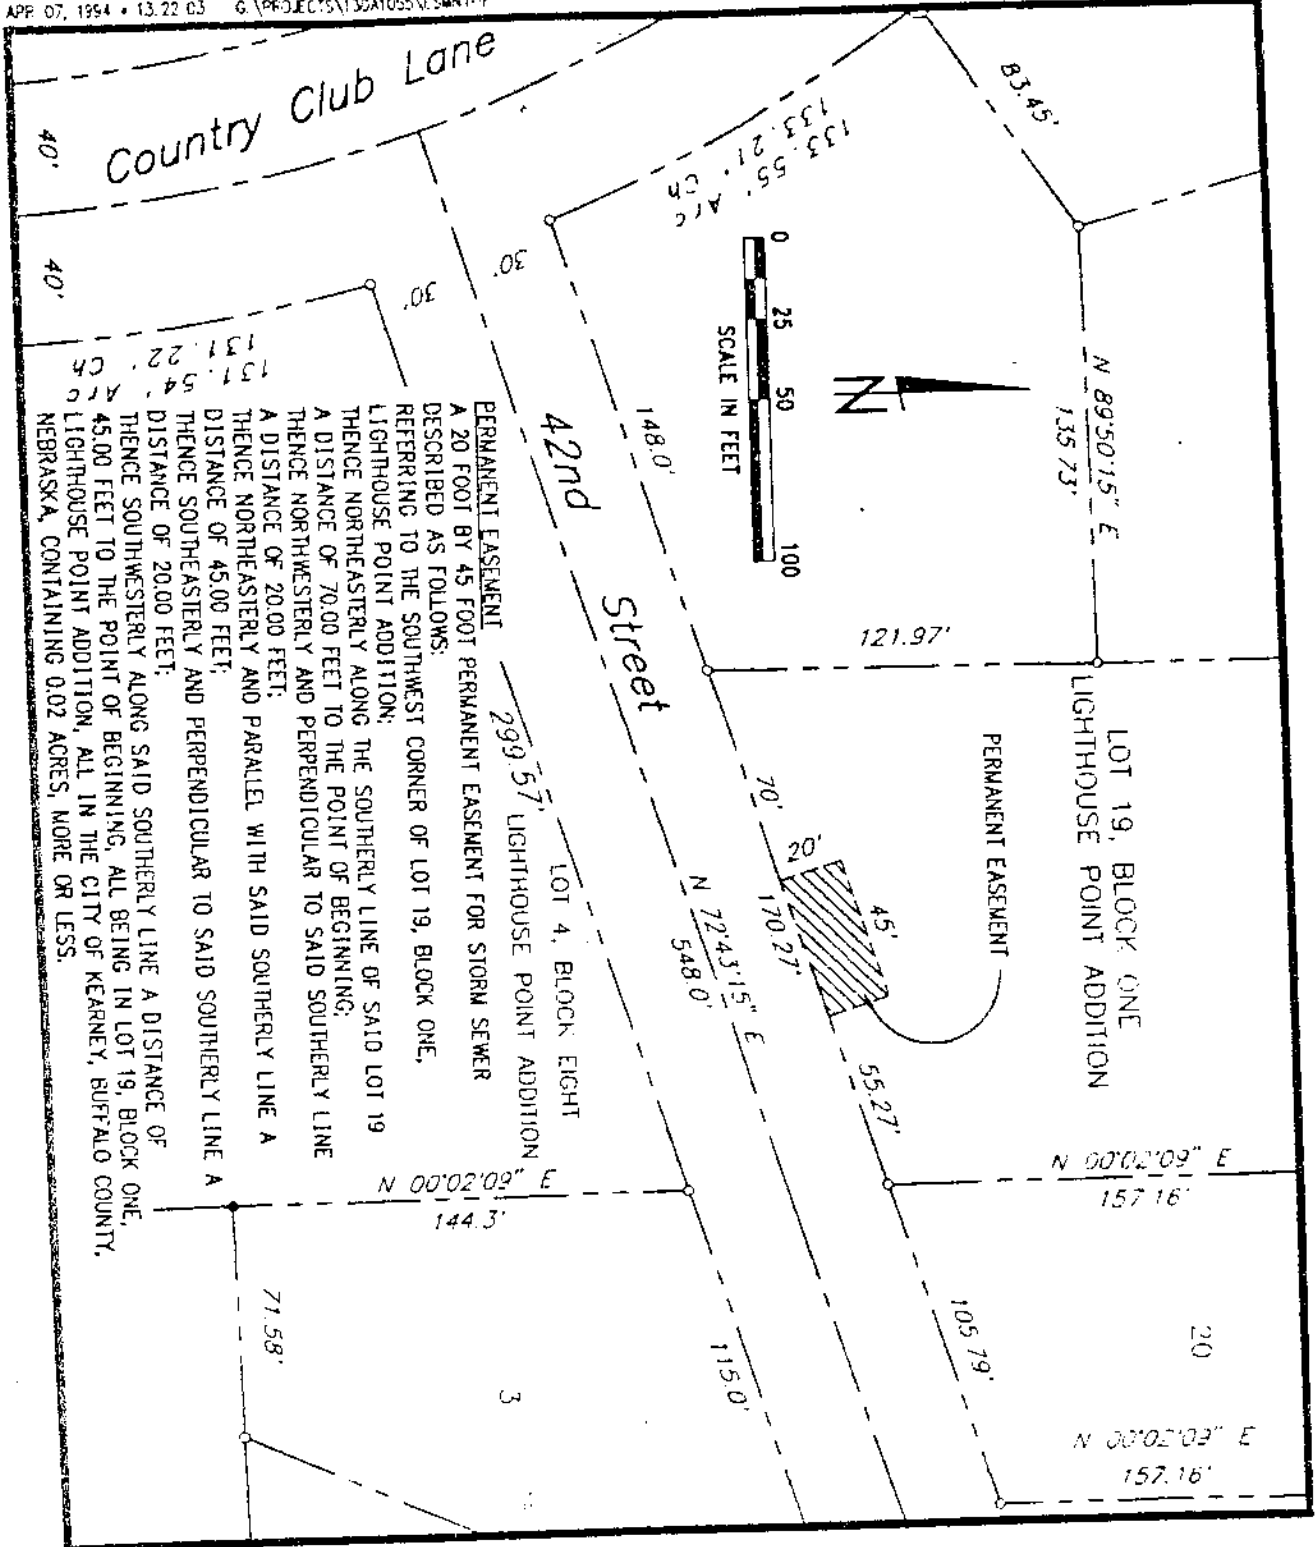 APR 07, 1994 • 13.22 03
83.45'
N 89°50'15" E
135.73'
133.55' Arc
133.21' Ch
Country Club Lane
40'
40'
30'
30'
131.54' Arc
131.22' Ch
0 25 50 100
SCALE IN FEET
N
148.0'
42nd Street
121.97'
LOT 19, BLOCK ONE
LIGHTHOUSE POINT ADDITION
PERMANENT EASEMENT
70'
20'
45'
170.27'
55.27'
N 72°43'15" E
548.0'
N 00°02'09" E
157.16'
105.79'
20
N 00°02'09" E
157.16'
299.57'
LOT 4, BLOCK EIGHT
LIGHTHOUSE POINT ADDITION
N 00°02'09" E
144.3'
115.0'
71.58'
3
PERMANENT EASEMENT
A 20 FOOT BY 45 FOOT PERMANENT EASEMENT FOR STORM SEWER
DESCRIBED AS FOLLOWS:
REFERRING TO THE SOUTHWEST CORNER OF LOT 19, BLOCK ONE,
LIGHTHOUSE POINT ADDITION;
THENCE NORTHEASTERLY ALONG THE SOUTHERLY LINE OF SAID LOT 19
A DISTANCE OF 70.00 FEET TO THE POINT OF BEGINNING;
THENCE NORTHWESTERLY AND PERPENDICULAR TO SAID SOUTHERLY LINE
A DISTANCE OF 20.00 FEET;
THENCE NORTHEASTERLY AND PARALLEL WITH SAID SOUTHERLY LINE A
DISTANCE OF 45.00 FEET;
THENCE SOUTHEASTERLY AND PERPENDICULAR TO SAID SOUTHERLY LINE A
DISTANCE OF 20.00 FEET;
THENCE SOUTHWESTERLY ALONG SAID SOUTHERLY LINE A DISTANCE OF
45.00 FEET TO THE POINT OF BEGINNING, ALL BEING IN LOT 19, BLOCK ONE,
LIGHTHOUSE POINT ADDITION, ALL IN THE CITY OF KEARNEY, BUFFALO COUNTY,
NEBRASKA, CONTAINING 0.02 ACRES, MORE OR LESS.